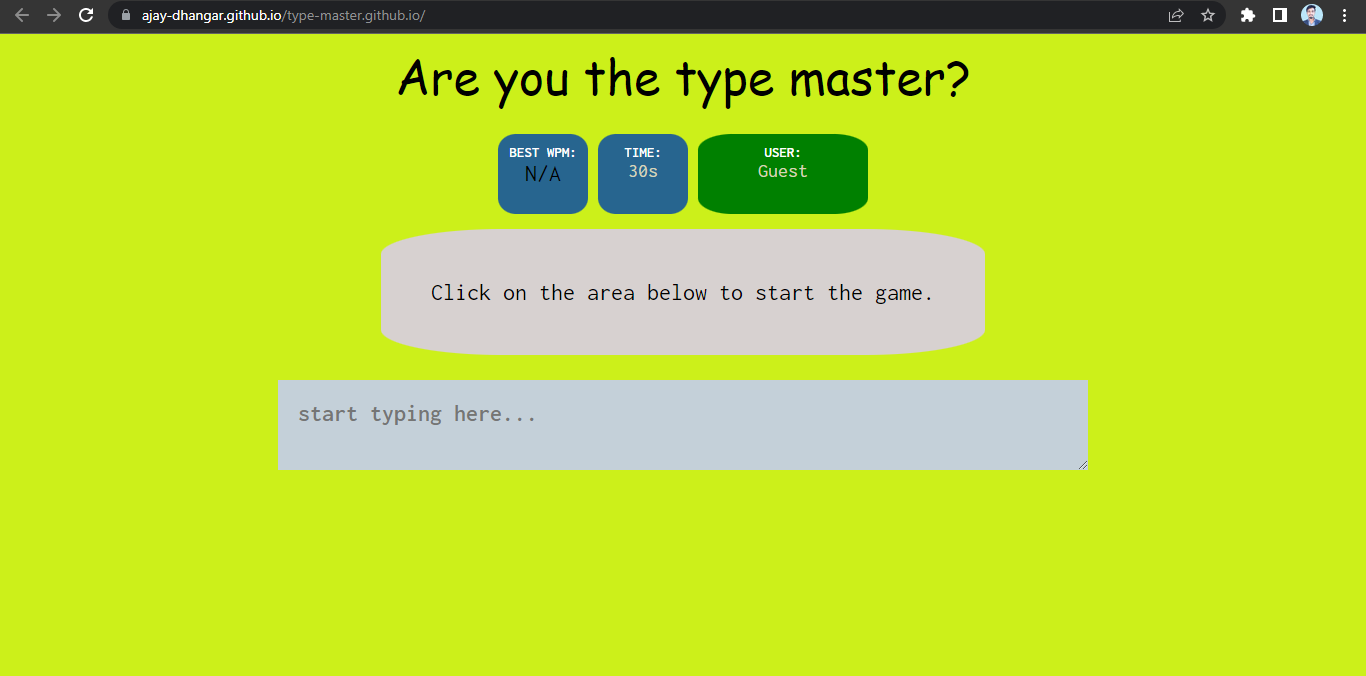 ajay-dhangar.github.io/type-master.github.io/
Are you the type master?
BEST WPM: TIME: USER:
N/A 30s Guest
Click on the area below to start the game.
start typing here...